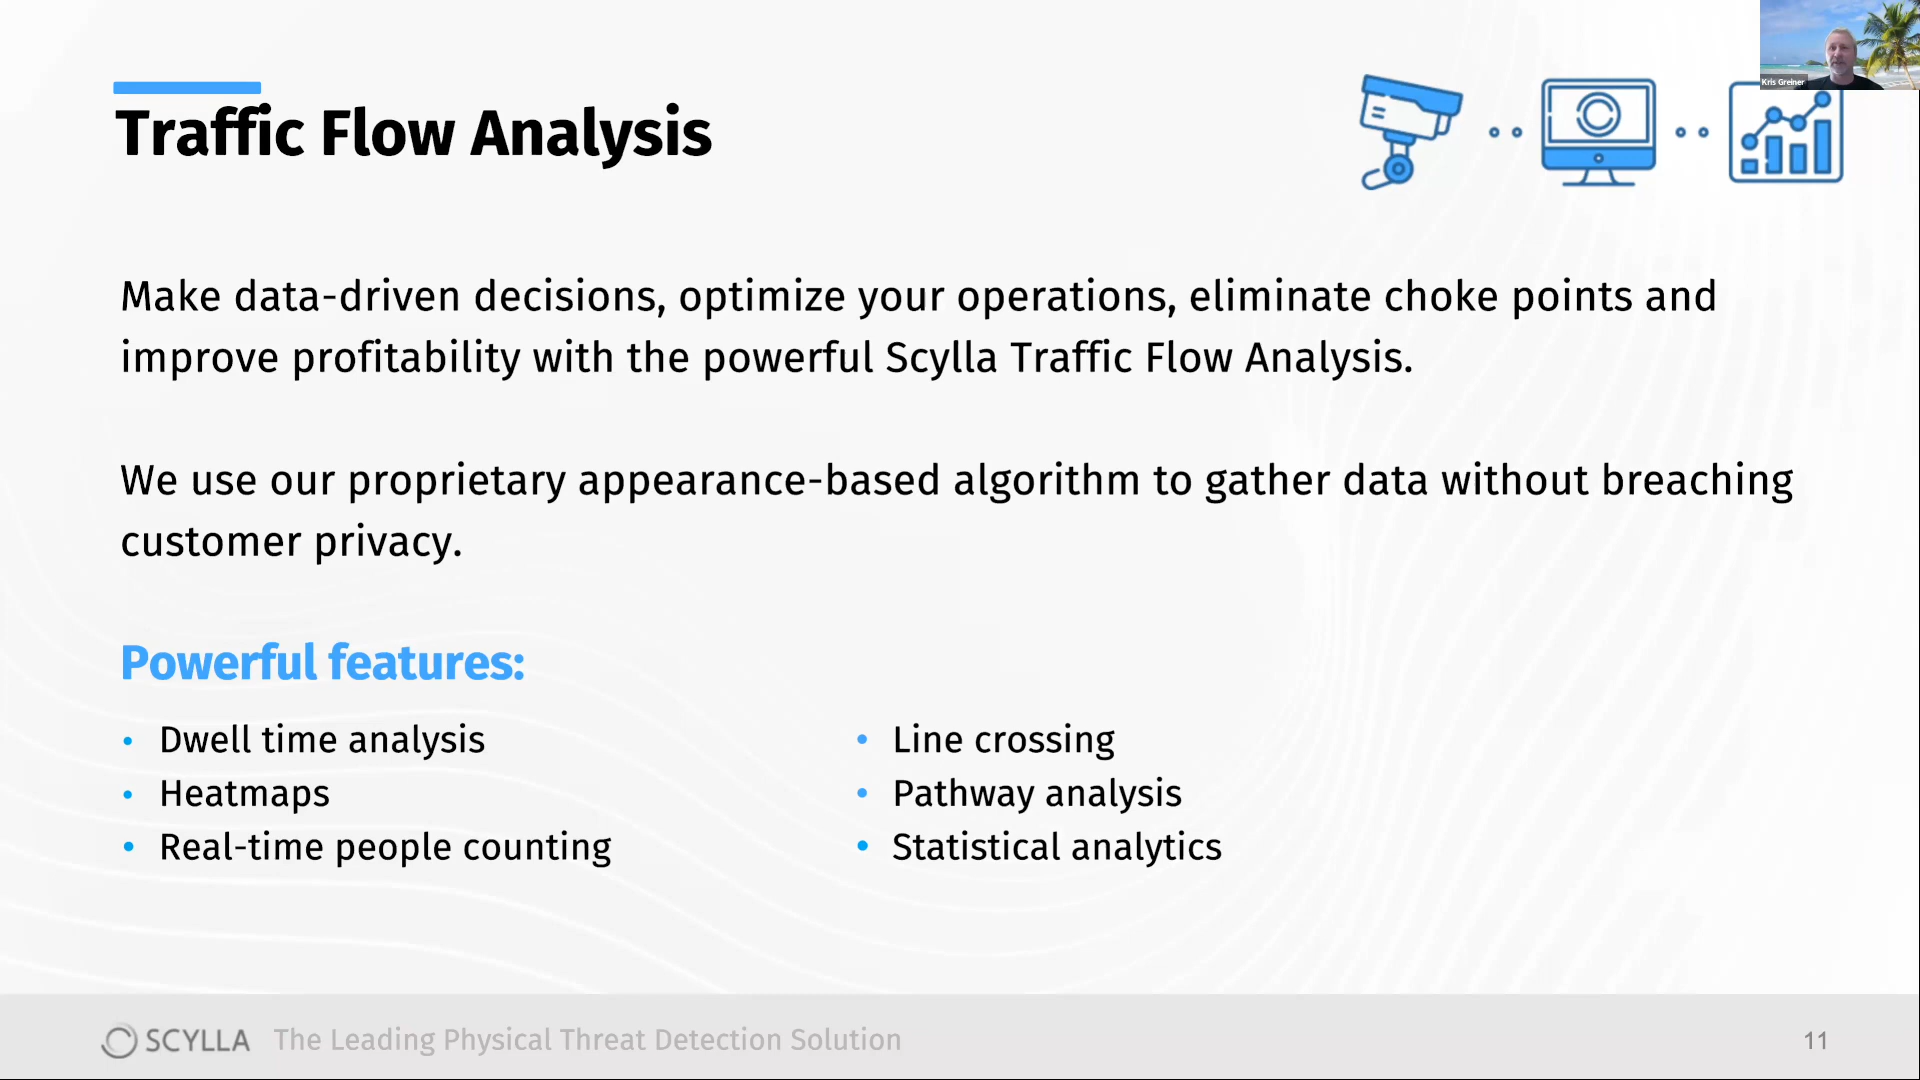 Kris Greiner
Traffic Flow Analysis
Make data-driven decisions, optimize your operations, eliminate choke points and
improve profitability with the powerful Scylla Traffic Flow Analysis.
We use our proprietary appearance-based algorithm to gather data without breaching
customer privacy.
Powerful features:
• Dwell time analysis
• Heatmaps
• Real-time people counting
• Line crossing
• Pathway analysis
• Statistical analytics
SCYLLA The Leading Physical Threat Detection Solution
11